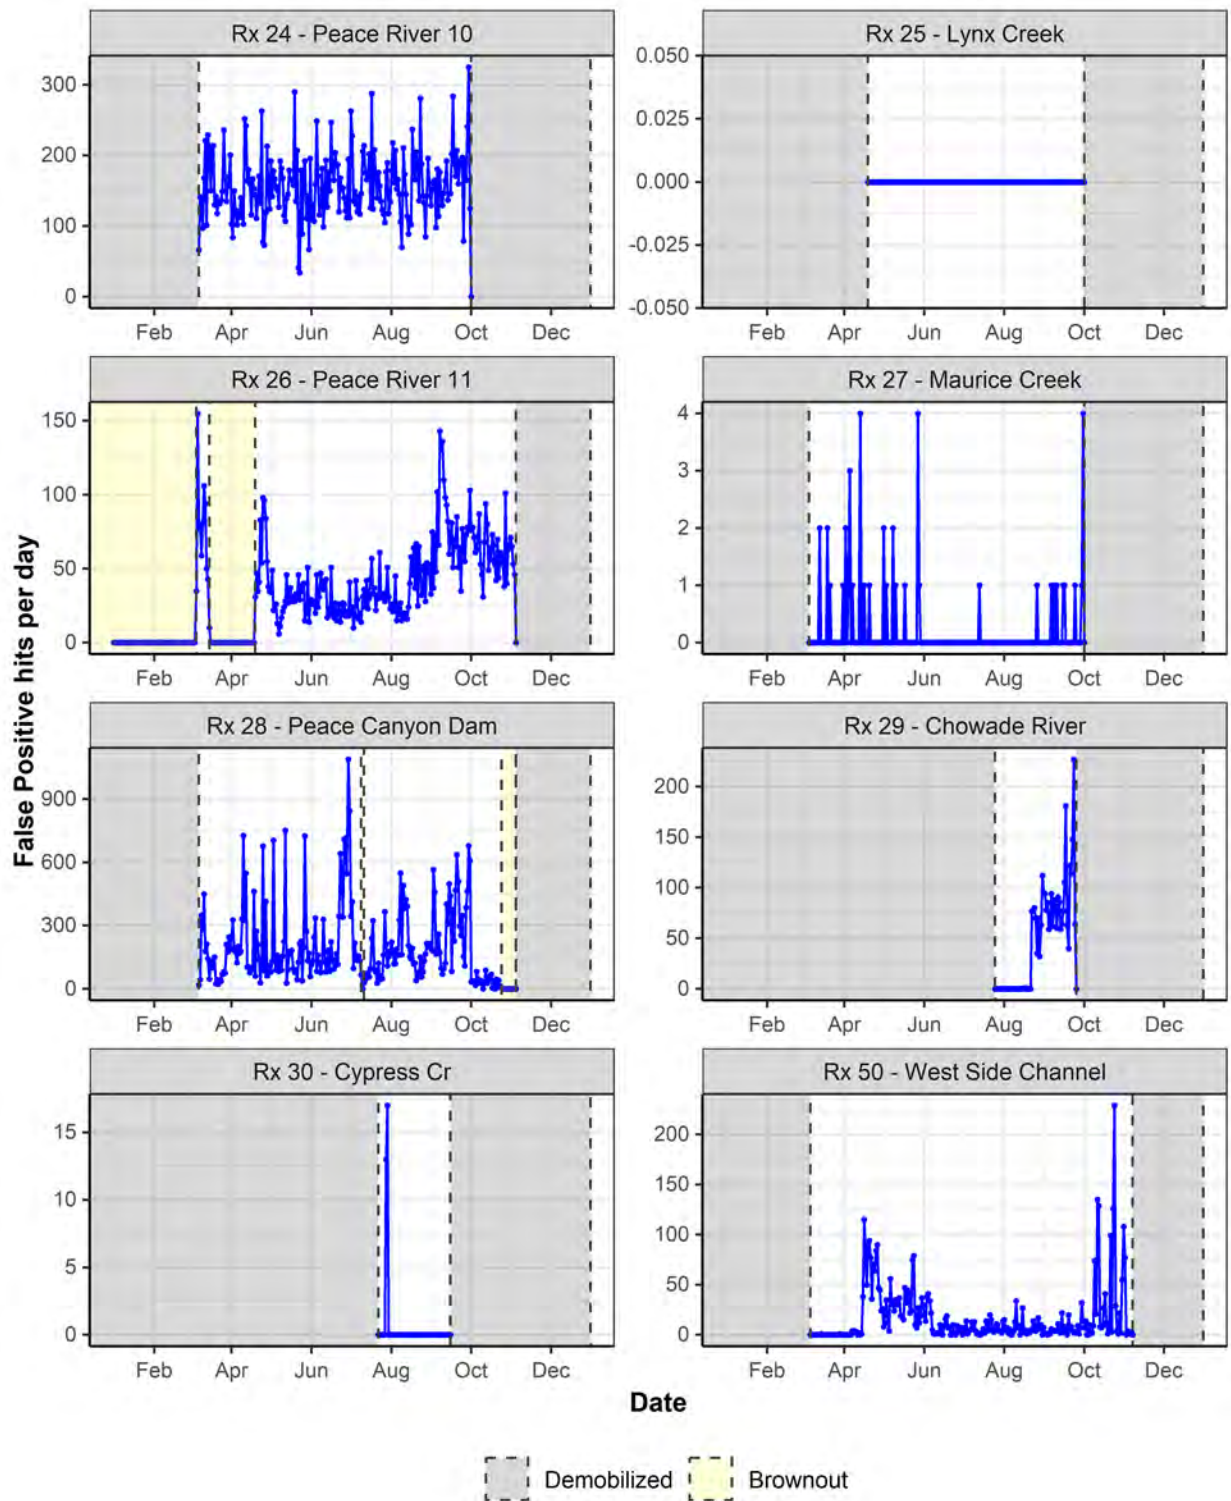 Rx 24 - Peace River 10
Rx 25 - Lynx Creek
300
200
100
0
Feb Apr Jun Aug Oct Dec
0.050
0.025
0.000
-0.025
-0.050
Feb Apr Jun Aug Oct Dec
Rx 26 - Peace River 11
Rx 27 - Maurice Creek
150
100
50
0
Feb Apr Jun Aug Oct Dec
4
3
2
1
0
Feb Apr Jun Aug Oct Dec
False Positive hits per day
Rx 28 - Peace Canyon Dam
Rx 29 - Chowade River
900
600
300
0
Feb Apr Jun Aug Oct Dec
200
150
100
50
0
Feb Apr Jun Aug Oct Dec
Rx 30 - Cypress Cr
Rx 50 - West Side Channel
15
10
5
0
Feb Apr Jun Aug Oct Dec
200
150
100
50
0
Feb Apr Jun Aug Oct Dec
Date
Demobilized Brownout